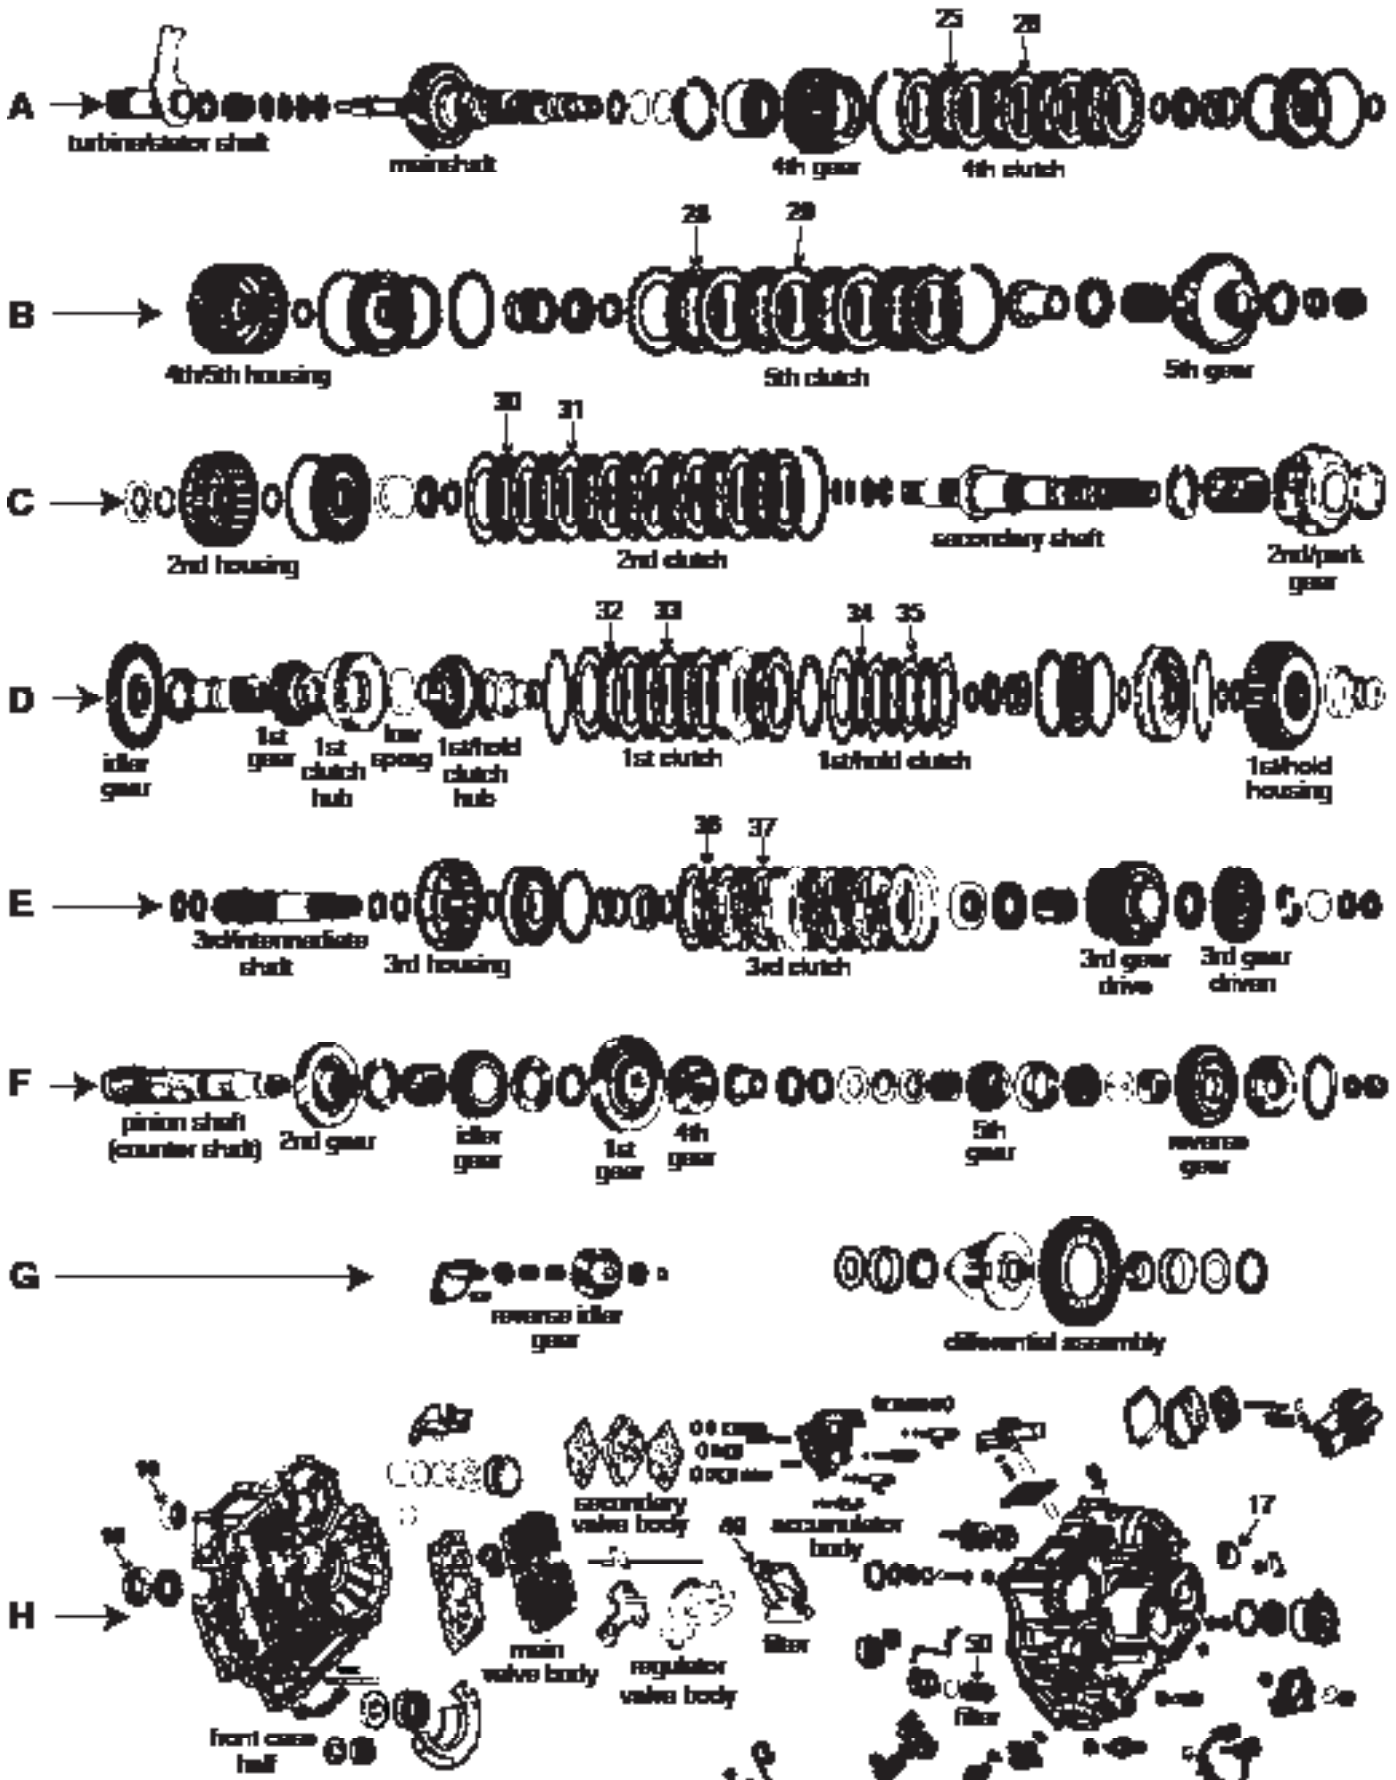 25
A
turbine/stator shaft
mainshaft
4th gear
4th clutch
29
B
4th/5th housing
5th clutch
5th gear
30 31
C
2nd housing
2nd clutch
secondary shaft
2nd/park
gear
32 33 34 35
D
idler
gear
1st
gear
1st
clutch
hub
low
sprag
1st/hold
clutch
hub
1st clutch
1st/hold clutch
1st/hold
housing
36 37
E
3rd/intermediate
shaft
3rd housing
3rd clutch
3rd gear
drive
3rd gear
driven
F
pinion shaft
(counter shaft)
2nd gear
idler
gear
1st
gear
4th
gear
5th
gear
reverse
gear
G
reverse idler
gear
differential assembly
H
secondary
valve body
accumulator
body
17
main
valve body
regulator
valve body
filter
50
filter
front case
half